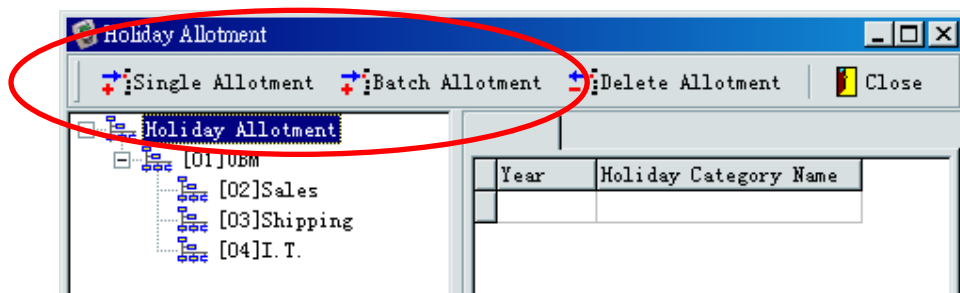 Holiday Allotment
Single Allotment Batch Allotment Delete Allotment Close
Holiday Allotment
[01]UBM
[02]Sales
[03]Shipping
[04]I.T.
Year Holiday Category Name